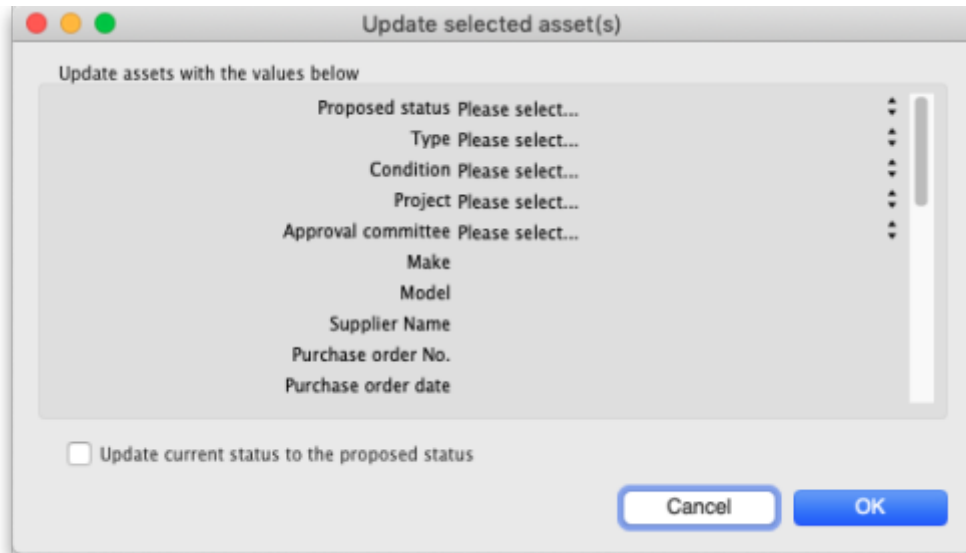 Update selected asset(s)
Update assets with the values below
Proposed status Please select...
Type Please select...
Condition Please select...
Project Please select...
Approval committee Please select...
Make
Model
Supplier Name
Purchase order No.
Purchase order date
Update current status to the proposed status
Cancel OK